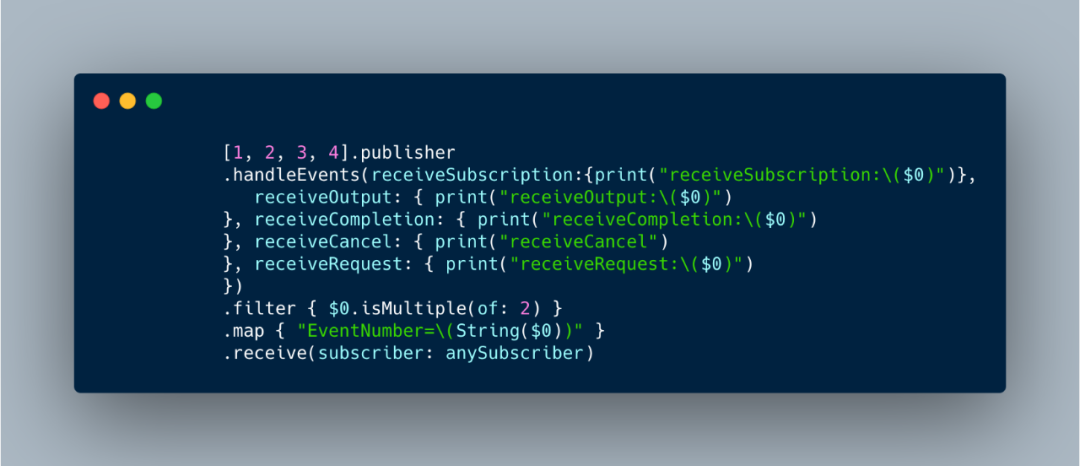 [1, 2, 3, 4].publisher
.handleEvents(receiveSubscription:{print("receiveSubscription:\($0)")},
receiveOutput: { print("receiveOutput:\($0)")
}, receiveCompletion: { print("receiveCompletion:\($0)")
}, receiveCancel: { print("receiveCancel")
}, receiveRequest: { print("receiveRequest:\($0)")
})
.filter { $0.isMultiple(of: 2) }
.map { "EventNumber=\(String($0))" }
.receive(subscriber: anySubscriber)